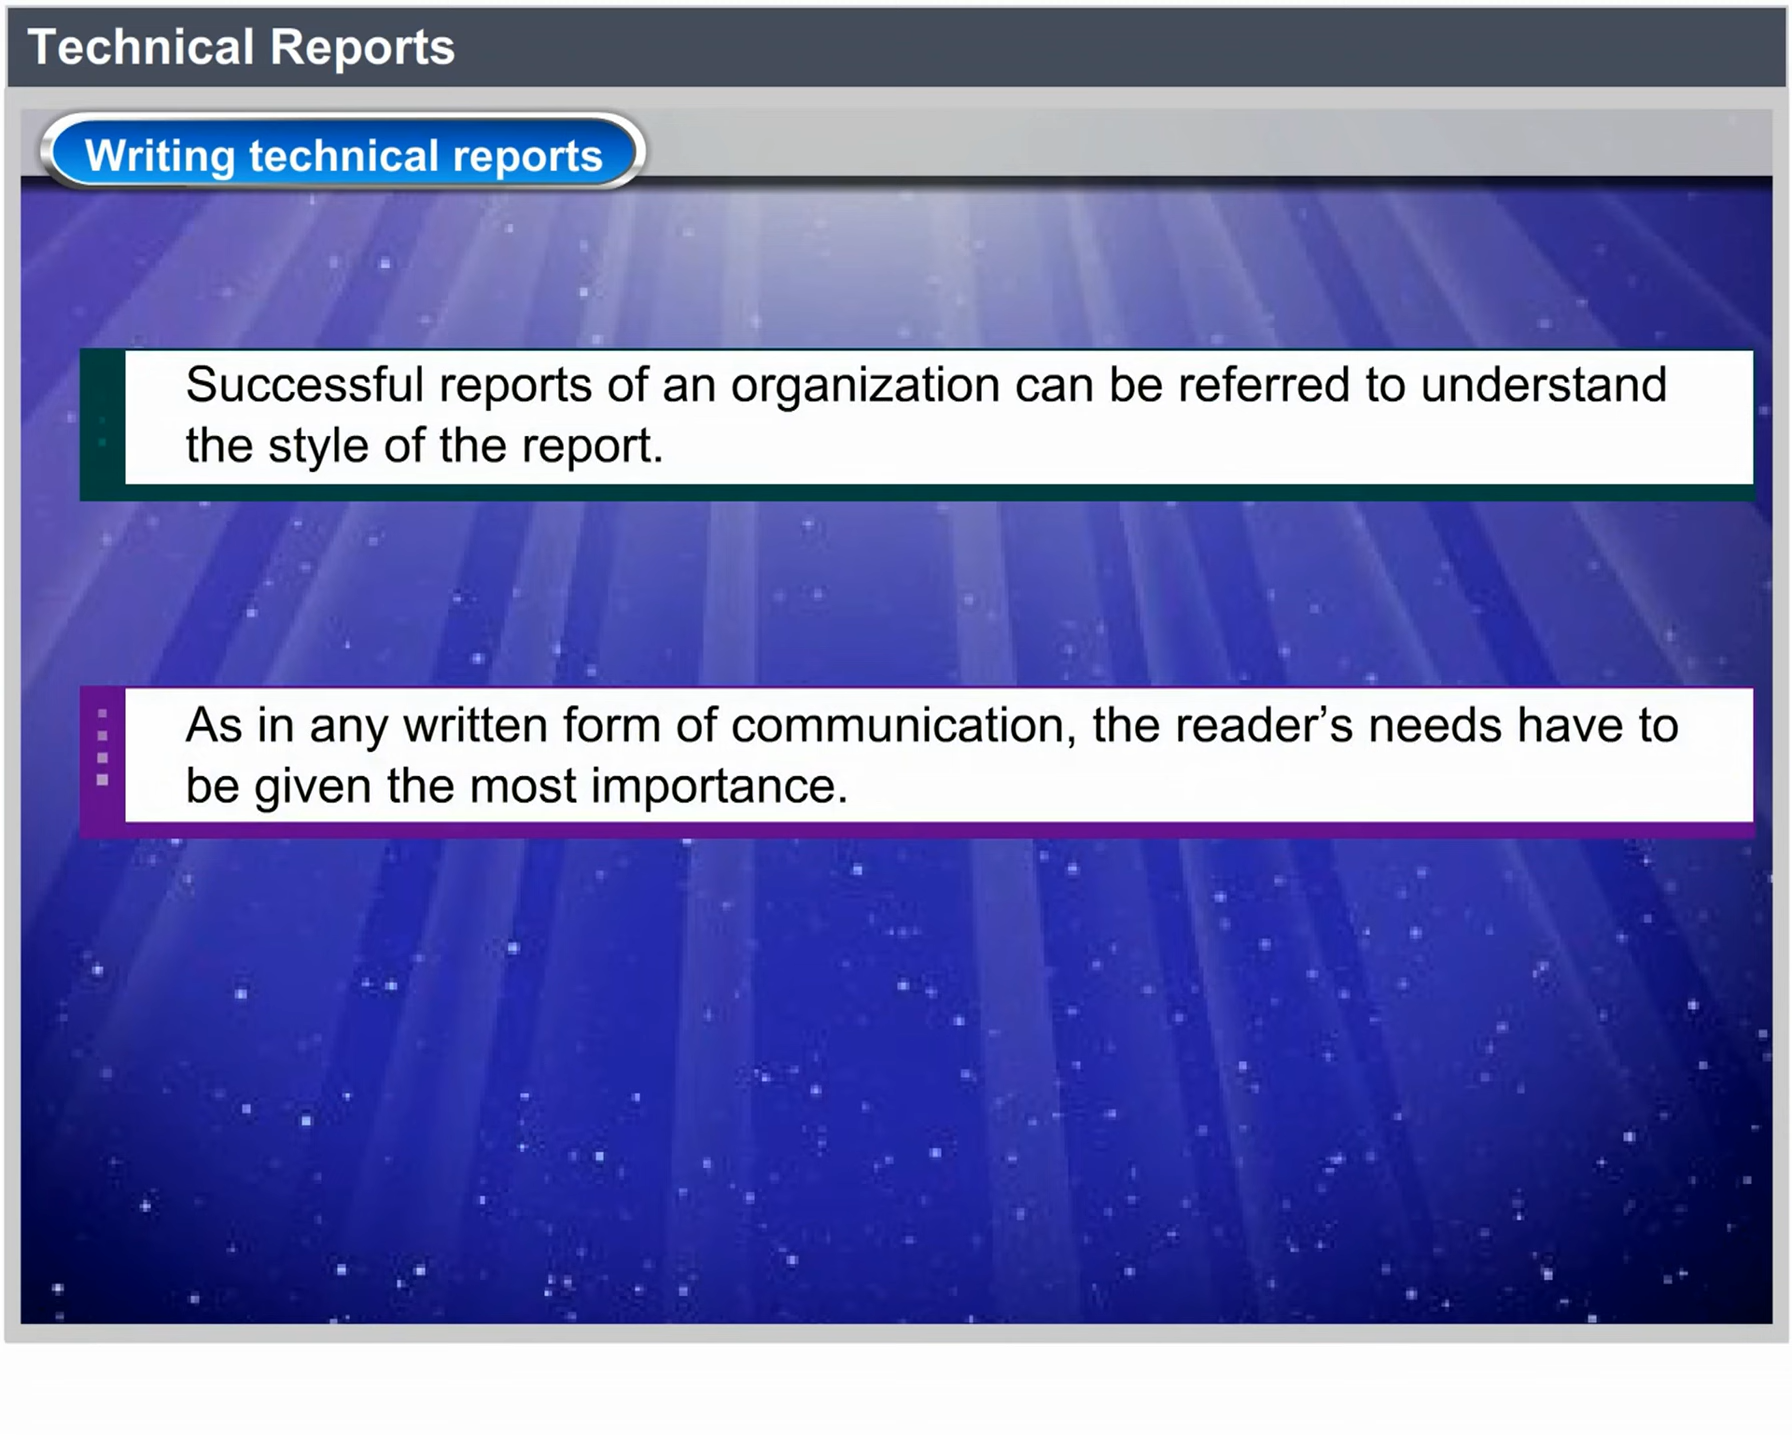 Technical Reports
Writing technical reports
Successful reports of an organization can be referred to understand
the style of the report.
As in any written form of communication, the reader’s needs have to
be given the most importance.